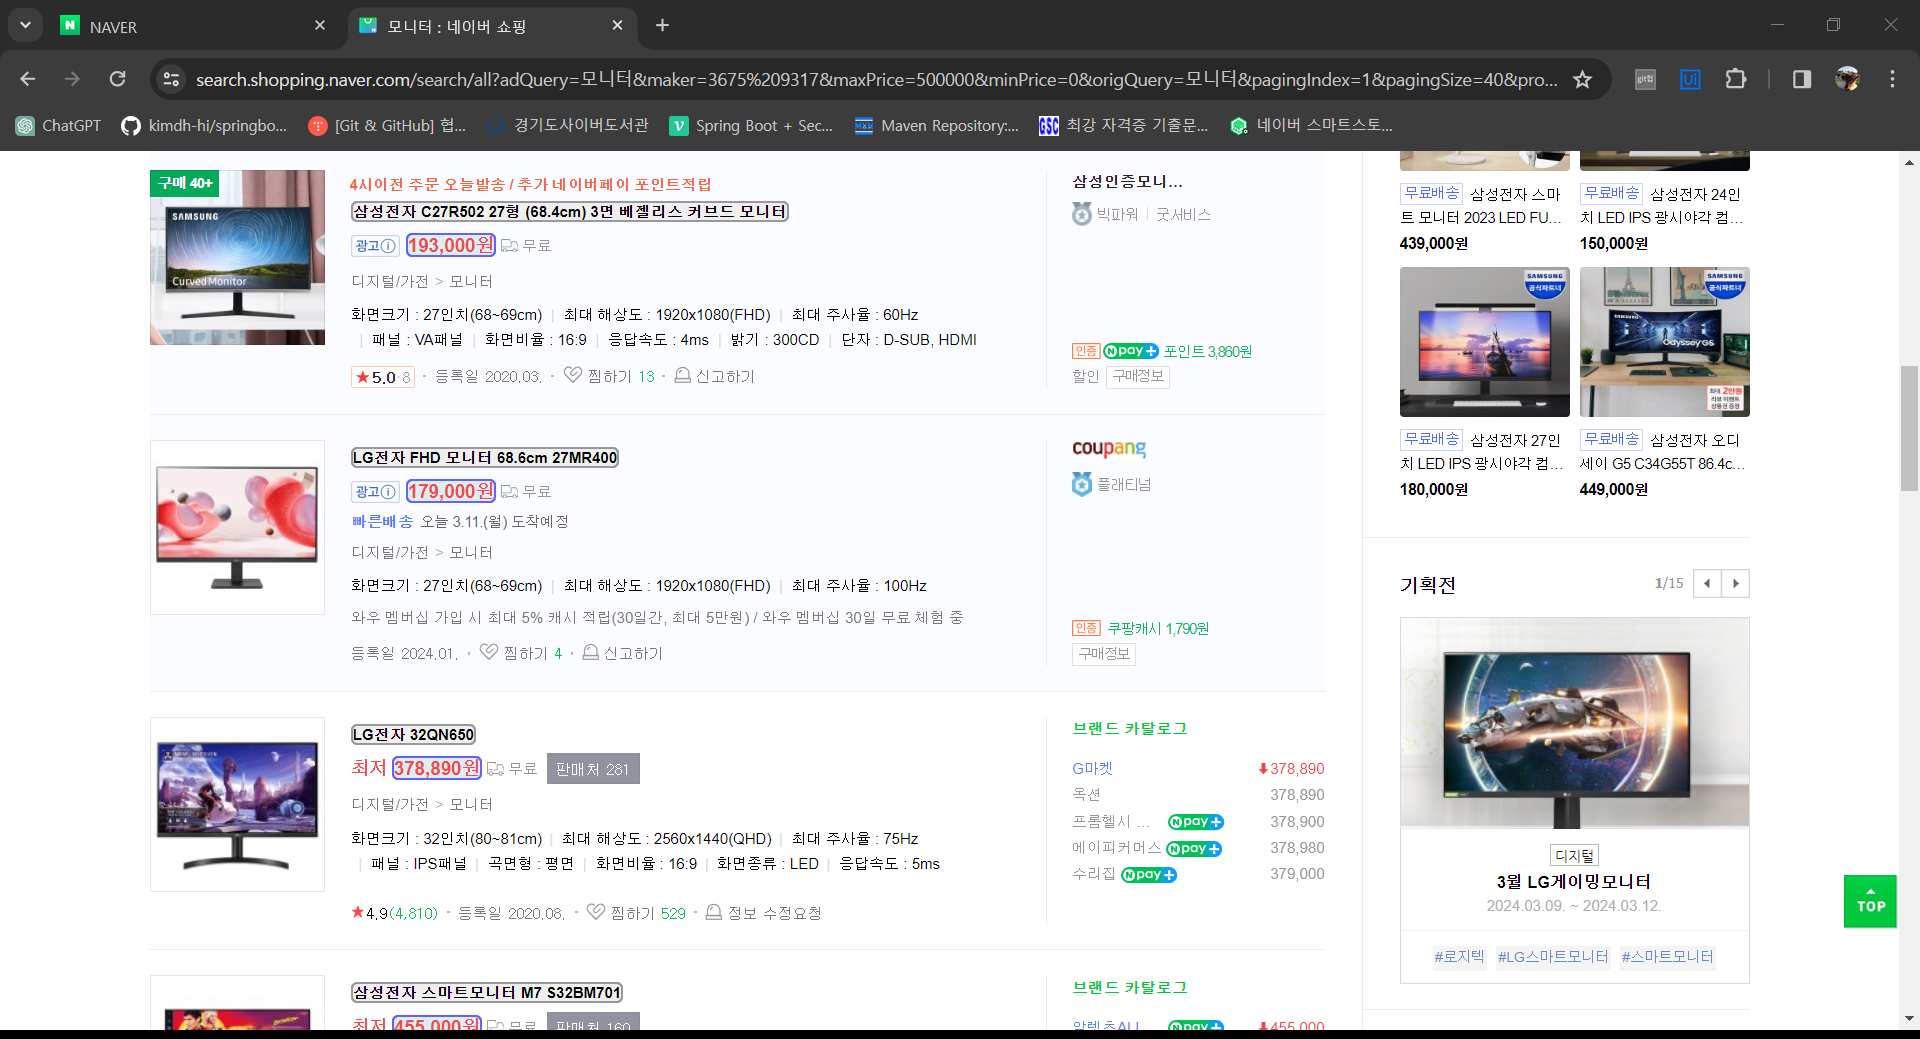 NAVER
모니터 : 네이버 쇼핑
search.shopping.naver.com/search/all?adQuery=모니터&maker=3675%209317&maxPrice=500000&minPrice=0&origQuery=모니터&pagingIndex=1&pagingSize=40&pro...
git헙
Ui
ChatGPT
kimdh-hi/springbo...
[Git & GitHub] 협...
경기도사이버도서관
Spring Boot + Sec...
Maven Repository:...
최강 자격증 기출문...
네이버 스마트스토...
구매 40+
SAMSUNG
Curved Monitor
4시이전 주문 오늘발송 / 추가 네이버페이 포인트적립
삼성전자 C27R502 27형 (68.4cm) 3면 베젤리스 커브드 모니터
광고 193,000원 무료
디지털/가전 > 모니터
화면크기 : 27인치(68~69cm) | 최대 해상도 : 1920x1080(FHD) | 최대 주사율 : 60Hz
| 패널 : VA패널 | 화면비율 : 16:9 | 응답속도 : 4ms | 밝기 : 300CD | 단자 : D-SUB, HDMI
★5.0·8 · 등록일 2020.03. · 찜하기 13 · 신고하기
삼성인증모니...
빅파워 | 굿서비스
인증 N pay+ 포인트 3,860원
할인 구매정보
LG전자 FHD 모니터 68.6cm 27MR400
광고 179,000원 무료
빠른배송 오늘 3.11.(월) 도착예정
디지털/가전 > 모니터
화면크기 : 27인치(68~69cm) | 최대 해상도 : 1920x1080(FHD) | 최대 주사율 : 100Hz
와우 멤버십 가입 시 최대 5% 캐시 적립(30일간, 최대 5만원) / 와우 멤버십 30일 무료 체험 중
등록일 2024.01. · 찜하기 4 · 신고하기
coupang
플래티넘
인증 쿠팡캐시 1,790원
구매정보
LG전자 32QN650
최저 378,890원 무료 판매처 281
디지털/가전 > 모니터
화면크기 : 32인치(80~81cm) | 최대 해상도 : 2560x1440(QHD) | 최대 주사율 : 75Hz
| 패널 : IPS패널 | 곡면형 : 평면 | 화면비율 : 16:9 | 화면종류 : LED | 응답속도 : 5ms
★4.9(4,810) · 등록일 2020.08. · 찜하기 529 · 정보 수정요청
브랜드 카탈로그
G마켓 378,890
옥션 378,890
프롬헬시 ... N pay+ 378,900
에이피커머스 N pay+ 378,980
수리집 N pay+ 379,000
삼성전자 스마트모니터 M7 S32BM701
최저 455,000원 무료 판매처 160
브랜드 카탈로그
N pay+ 455,000
무료배송 삼성전자 스마
트 모니터 2023 LED FU...
439,000원
무료배송 삼성전자 24인
치 LED IPS 광시야각 컴...
150,000원
SAMSUNG
공식파트너
SAMSUNG
공식파트너
SAMSUNG
Odyssey G5
최대 2만원
리뷰 이벤트
상품권 증정
무료배송 삼성전자 27인
치 LED IPS 광시야각 컴...
180,000원
무료배송 삼성전자 오디
세이 G5 C34G55T 86.4c...
449,000원
기획전
1/15
디지털
3월 LG게이밍모니터
2024.03.09. ~ 2024.03.12.
#로지텍 #LG스마트모니터 #스마트모니터
TOP